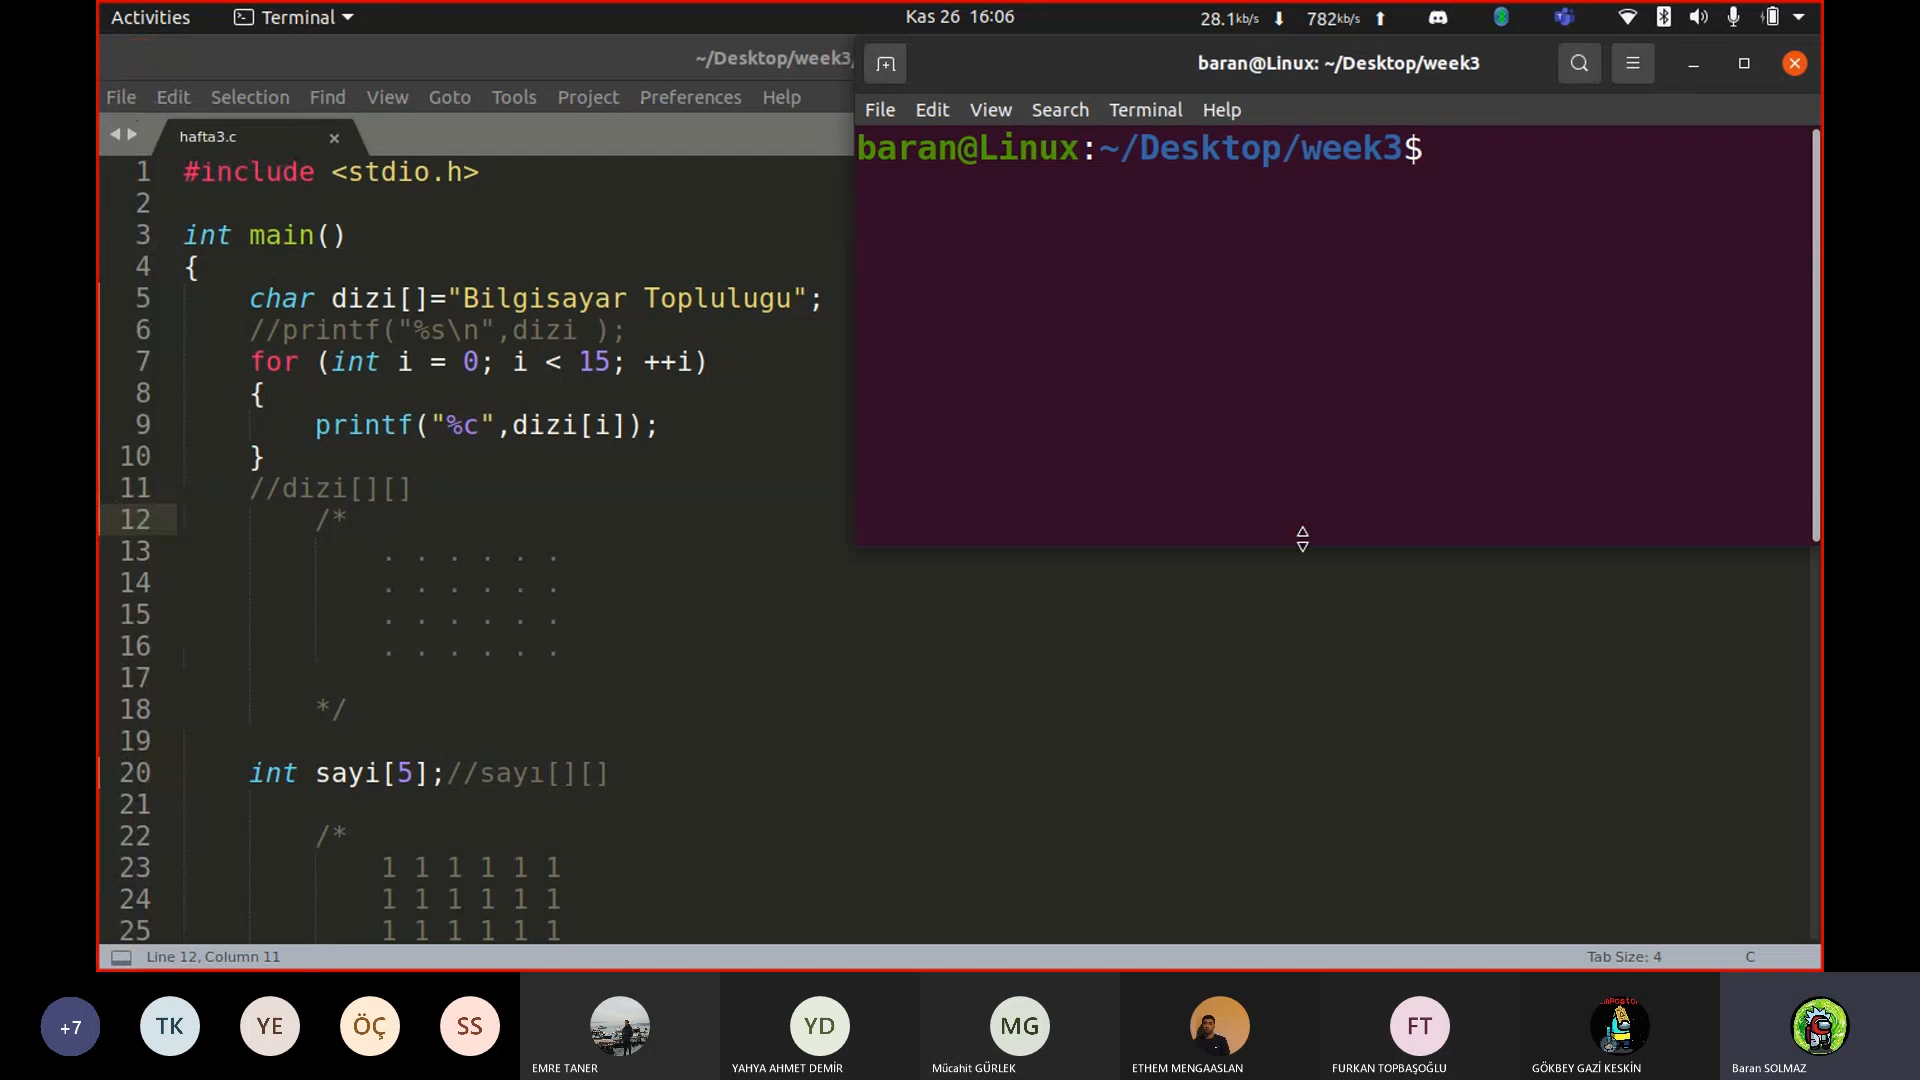 Activities Terminal Kas 26 16:06 28.1kb/s 782kb/s
~/Desktop/week3/
File Edit Selection Find View Goto Tools Project Preferences Help
hafta3.c
1 #include <stdio.h>
2
3 int main()
4 {
5 char dizi[]="Bilgisayar Toplulugu";
6 //printf("%s\n",dizi );
7 for (int i = 0; i < 15; ++i)
8 {
9 printf("%c",dizi[i]);
10 }
11 //dizi[][]
12 /*
13 . . . . . .
14 . . . . . .
15 . . . . . .
16 . . . . . .
17
18 */
19
20 int sayi[5];//sayı[][]
21
22 /*
23 1 1 1 1 1 1
24 1 1 1 1 1 1
25 1 1 1 1 1 1
Line 12, Column 11 Tab Size: 4 C
baran@Linux: ~/Desktop/week3
File Edit View Search Terminal Help
baran@Linux:~/Desktop/week3$
+7 TK YE ÖÇ SS YD MG FT
EMRE TANER YAHYA AHMET DEMİR Mücahit GÜRLEK ETHEM MENGAASLAN FURKAN TOPBAŞOĞLU GÖKBEY GAZİ KESKİN Baran SOLMAZ